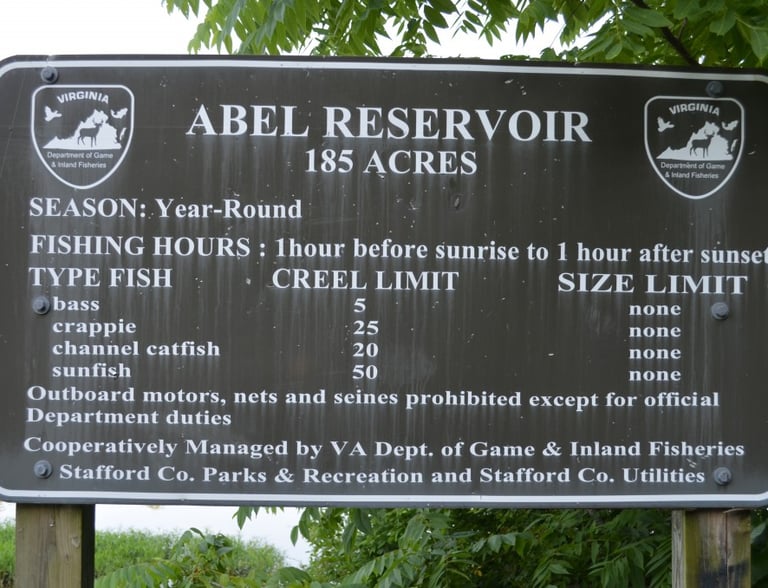 VIRGINIA
Department of Game
& Inland Fisheries
VIRGINIA
Department of Game
& Inland Fisheries
ABEL RESERVOIR
185 ACRES
SEASON: Year-Round
FISHING HOURS : 1hour before sunrise to 1 hour after sunset
TYPE FISH CREEL LIMIT SIZE LIMIT
bass 5 none
crappie 25 none
channel catfish 20 none
sunfish 50 none
Outboard motors, nets and seines prohibited except for official
Department duties
Cooperatively Managed by VA Dept. of Game & Inland Fisheries
Stafford Co. Parks & Recreation and Stafford Co. Utilities